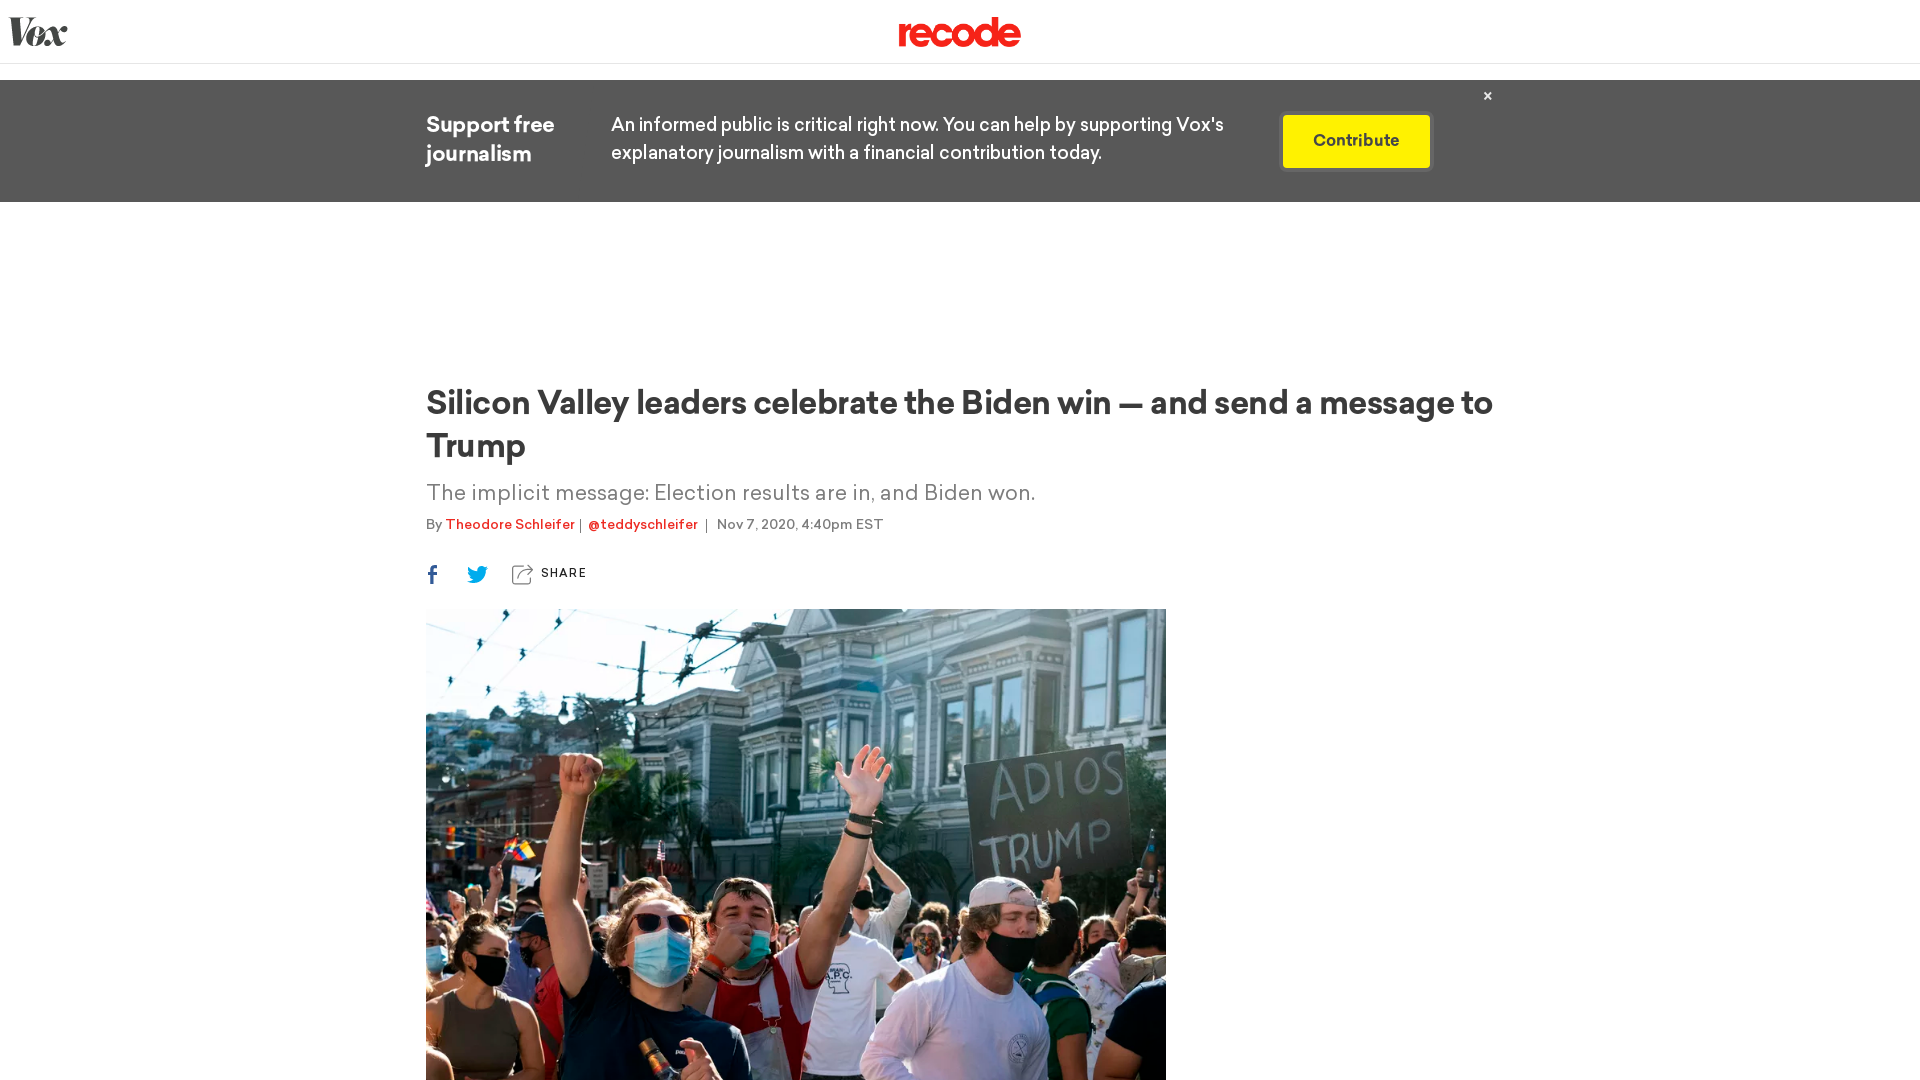 Vox
recode
×
Support free
journalism
An informed public is critical right now. You can help by supporting Vox's
explanatory journalism with a financial contribution today.
Contribute
Silicon Valley leaders celebrate the Biden win — and send a message to
Trump
The implicit message: Election results are in, and Biden won.
By Theodore Schleifer | @teddyschleifer | Nov 7, 2020, 4:40pm EST
SHARE
ADIOS
TRUMP
A.P.C.